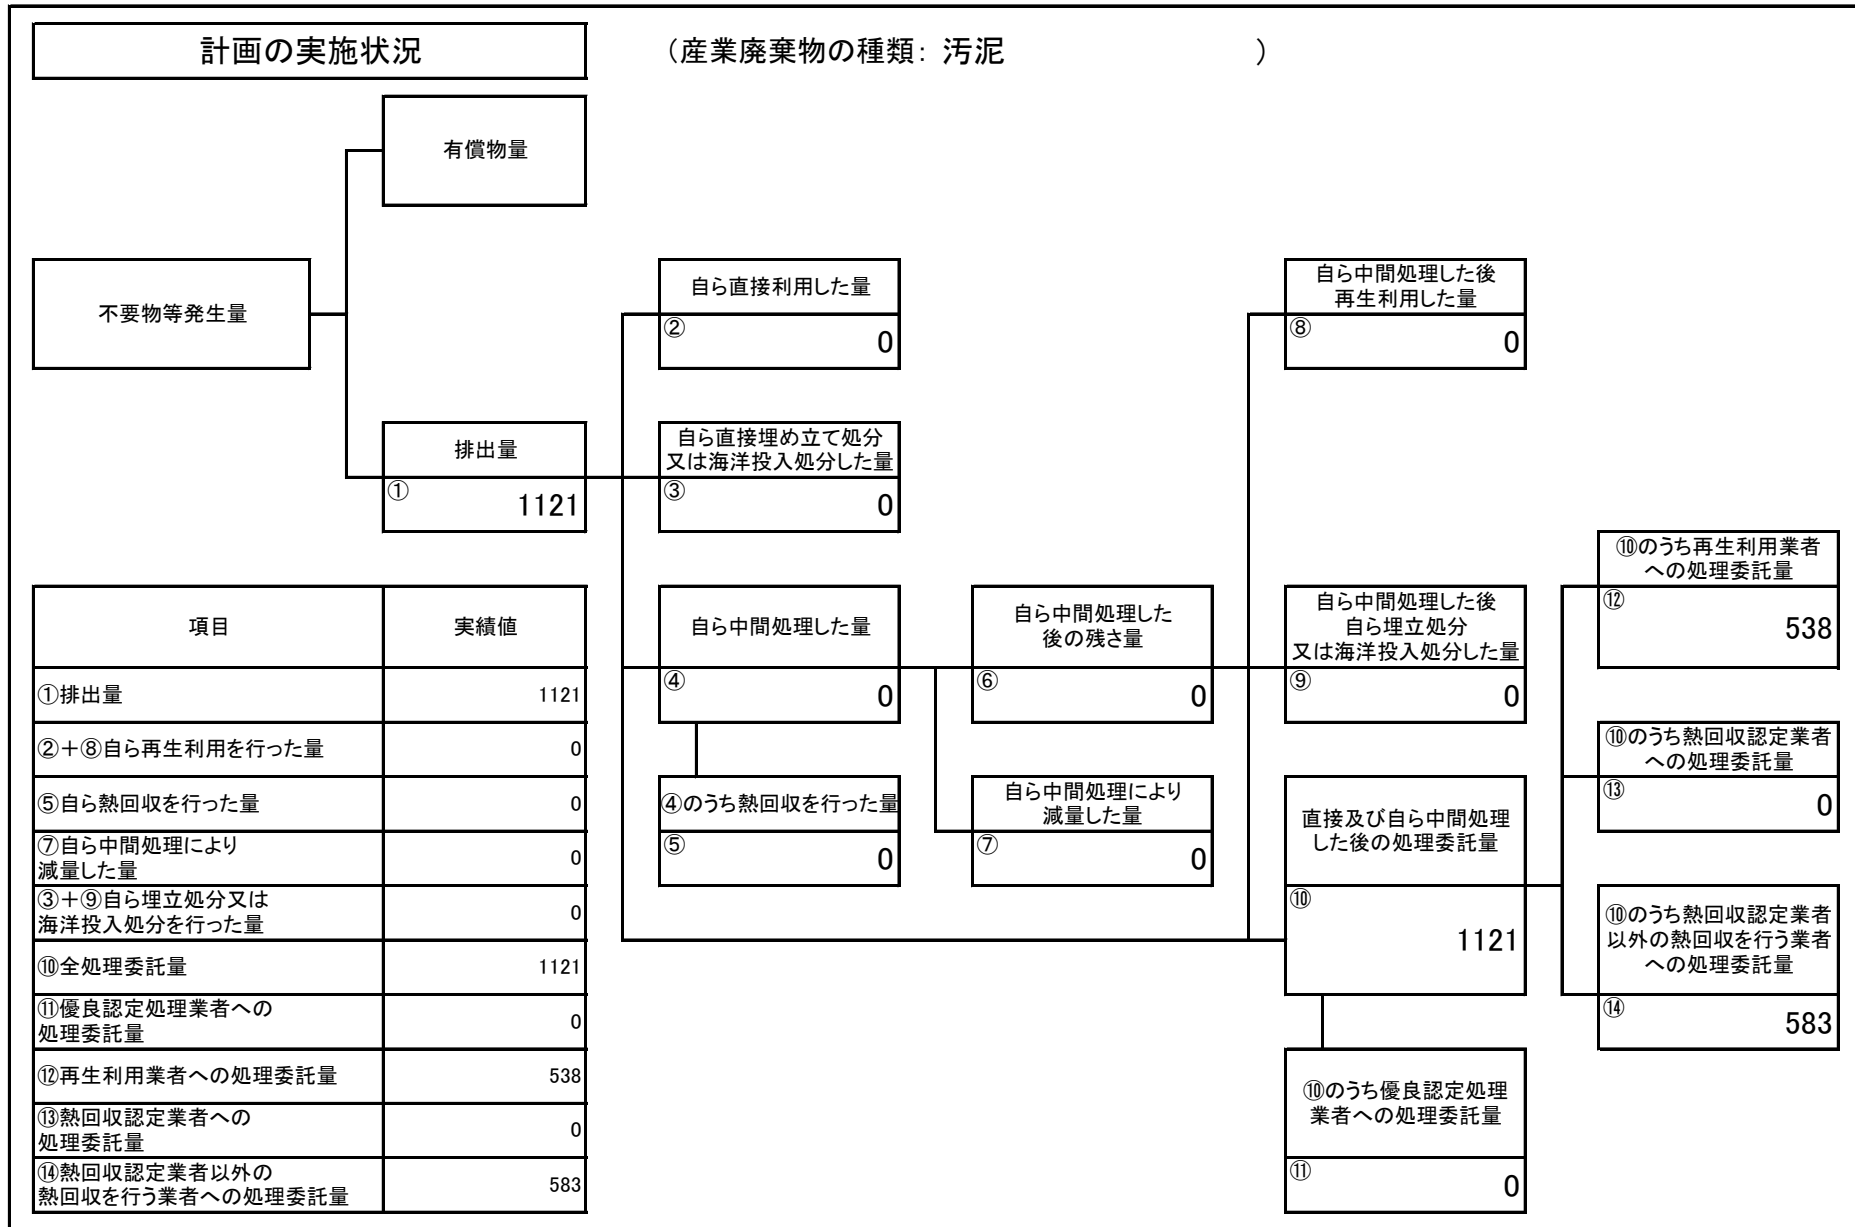 計画の実施状況
（産業廃棄物の種類：汚泥　　　　　　　）
有償物量
不要物等発生量
自ら直接利用した量
② 0
自ら中間処理した後
再生利用した量
⑧ 0
排出量
① 1121
自ら直接埋め立て処分
又は海洋投入処分した量
③ 0
⑩のうち再生利用業者
への処理委託量
⑫ 538
自ら中間処理した量
④ 0
自ら中間処理した
後の残さ量
⑥ 0
自ら中間処理した後
自ら埋立処分
又は海洋投入処分した量
⑨ 0
⑩のうち熱回収認定業者
への処理委託量
⑬ 0
④のうち熱回収を行った量
⑤ 0
自ら中間処理により
減量した量
⑦ 0
直接及び自ら中間処理
した後の処理委託量
⑩ 1121
⑩のうち熱回収認定業者
以外の熱回収を行う業者
への処理委託量
⑭ 583
⑩のうち優良認定処理
業者への処理委託量
⑪ 0
項目 実績値
①排出量 1121
②＋⑧自ら再生利用を行った量 0
⑤自ら熱回収を行った量 0
⑦自ら中間処理により
減量した量 0
③＋⑨自ら埋立処分又は
海洋投入処分を行った量 0
⑩全処理委託量 1121
⑪優良認定処理業者への
処理委託量 0
⑫再生利用業者への処理委託量 538
⑬熱回収認定業者への
処理委託量 0
⑭熱回収認定業者以外の
熱回収を行う業者への処理委託量 583